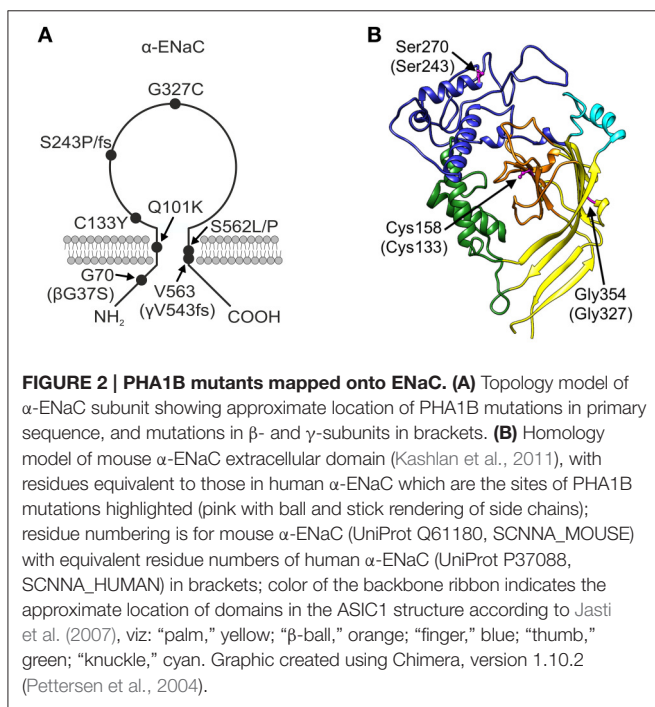 A
α-ENaC
G327C
S243P/fs
C133Y
Q101K
S562L/P
G70
(βG37S)
V563
(γV543fs)
NH2
COOH
B
Ser270
(Ser243)
Cys158
(Cys133)
Gly354
(Gly327)
FIGURE 2 | PHA1B mutants mapped onto ENaC. (A) Topology model of
α-ENaC subunit showing approximate location of PHA1B mutations in primary
sequence, and mutations in β- and γ-subunits in brackets. (B) Homology
model of mouse α-ENaC extracellular domain (Kashlan et al., 2011), with
residues equivalent to those in human α-ENaC which are the sites of PHA1B
mutations highlighted (pink with ball and stick rendering of side chains);
residue numbering is for mouse α-ENaC (UniProt Q61180, SCNNA_MOUSE)
with equivalent residue numbers of human α-ENaC (UniProt P37088,
SCNNA_HUMAN) in brackets; color of the backbone ribbon indicates the
approximate location of domains in the ASIC1 structure according to Jasti
et al. (2007), viz: “palm,” yellow; “β-ball,” orange; “finger,” blue; “thumb,”
green; “knuckle,” cyan. Graphic created using Chimera, version 1.10.2
(Pettersen et al., 2004).